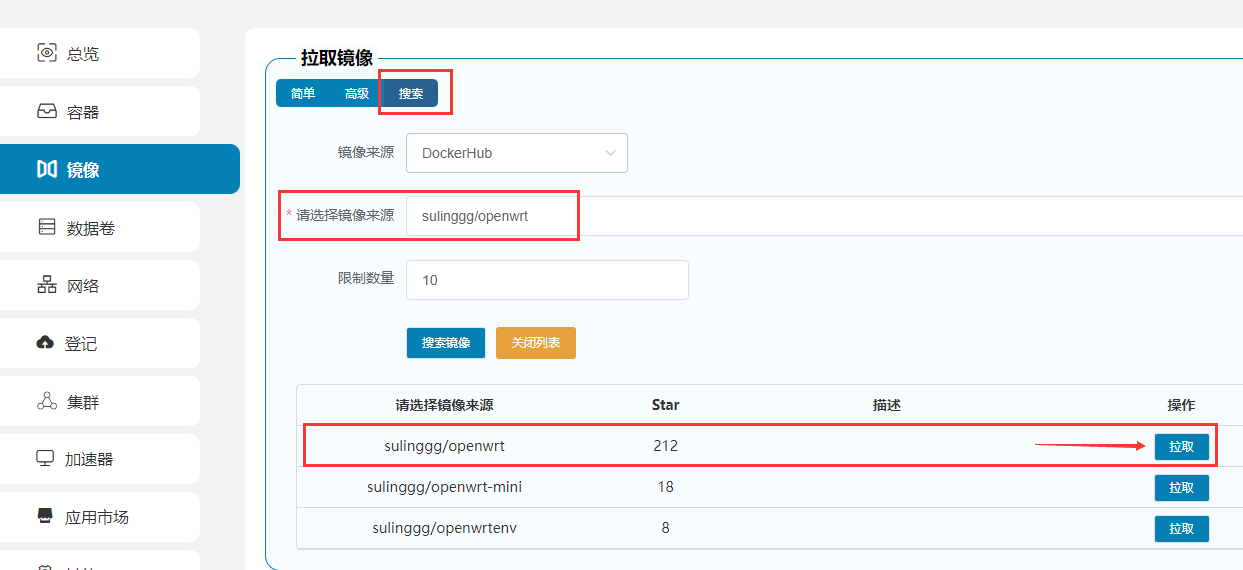 总览
容器
镜像
数据卷
网络
登记
集群
加速器
应用市场
拉取镜像
简单 高级 搜索
镜像来源 DockerHub
* 请选择镜像来源 sulinggg/openwrt
限制数量 10
搜索镜像 关闭列表
请选择镜像来源 Star 描述 操作
sulinggg/openwrt 212 拉取
sulinggg/openwrt-mini 18 拉取
sulinggg/openwrtenv 8 拉取